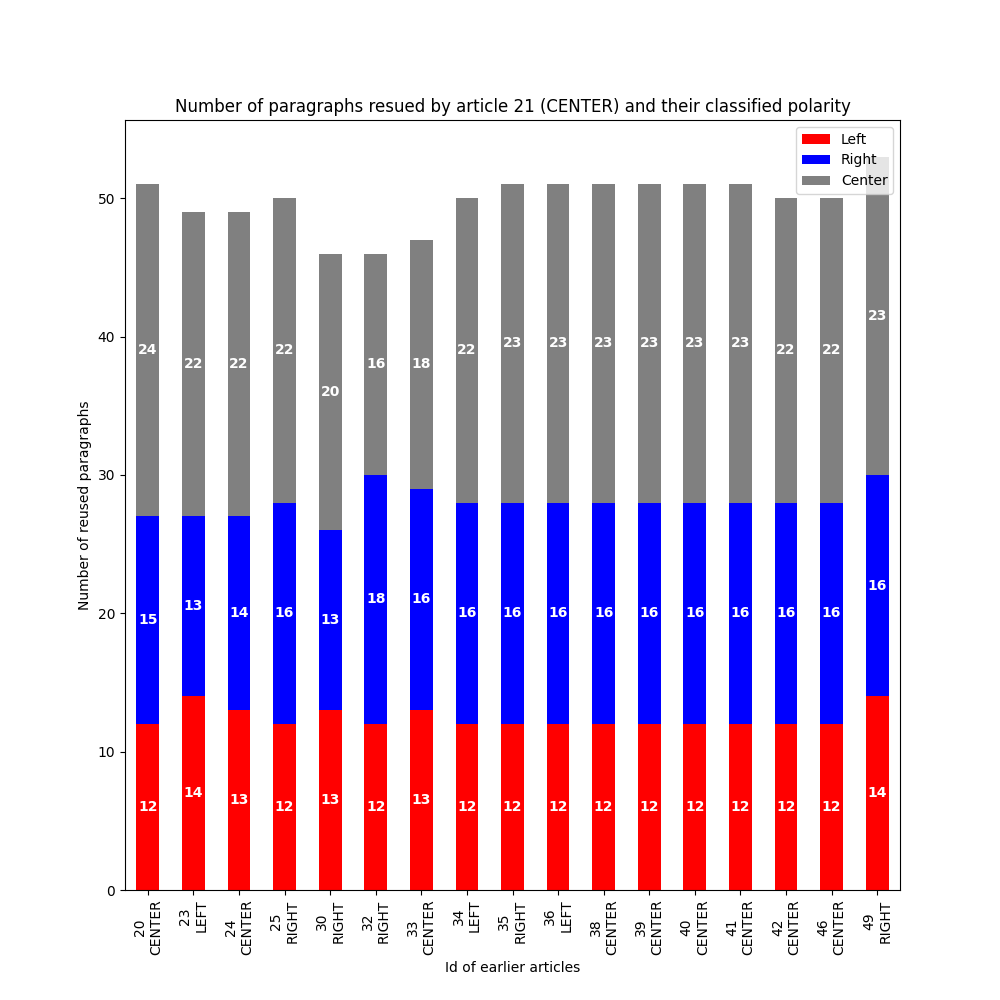 Number of paragraphs resued by article 21 (CENTER) and their classified polarity
Left
Right
Center
Number of reused paragraphs
50
40
30
20
10
0
24 22 22 22 20 16 18 22 23 23 23 23 23 23 22 22 23
15 13 14 16 13 18 16 16 16 16 16 16 16 16 16 16 16
12 14 13 12 13 12 13 12 12 12 12 12 12 12 12 12 14
20
CENTER
23
LEFT
24
CENTER
25
RIGHT
30
RIGHT
32
RIGHT
33
CENTER
34
LEFT
35
RIGHT
36
LEFT
38
CENTER
39
CENTER
40
CENTER
41
CENTER
42
CENTER
46
CENTER
49
RIGHT
Id of earlier articles